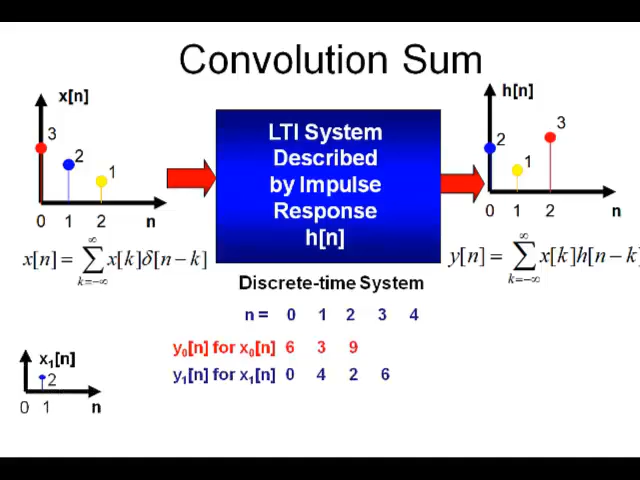 Convolution Sum
x[n]
3
2
1
0 1 2 n
LTI System
Described
by Impulse
Response
h[n]
h[n]
2
1
3
0 1 2 n
x[n] = ∑ x[k]δ[n − k]
∞
k=−∞
y[n] = ∑ x[k]h[n − k]
∞
k=−∞
Discrete-time System
n = 0 1 2 3 4
y₀[n] for x₀[n] 6 3 9
y₁[n] for x₁[n] 0 4 2 6
x₁[n]
2
0 1 n